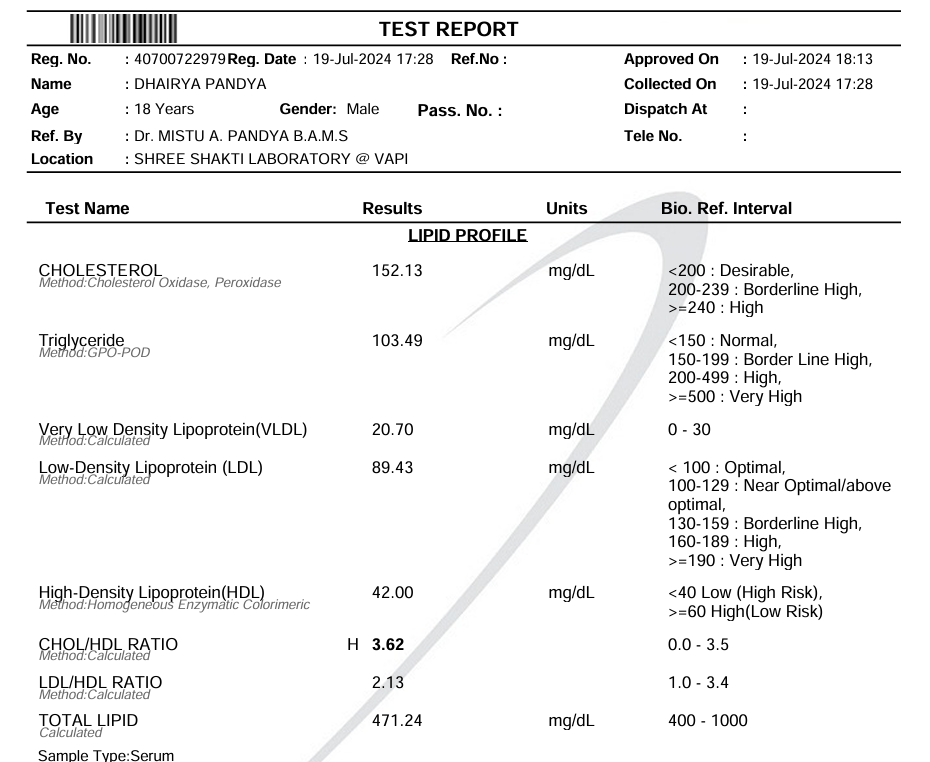 TEST REPORT
Reg. No. : 40700722979 Reg. Date : 19-Jul-2024 17:28 Ref.No : Approved On : 19-Jul-2024 18:13
Name : DHAIRYA PANDYA Collected On : 19-Jul-2024 17:28
Age : 18 Years Gender: Male Pass. No. : Dispatch At :
Ref. By : Dr. MISTU A. PANDYA B.A.M.S Tele No. :
Location : SHREE SHAKTI LABORATORY @ VAPI
Test Name Results Units Bio. Ref. Interval
LIPID PROFILE
CHOLESTEROL 152.13 mg/dL <200 : Desirable,
Method:Cholesterol Oxidase, Peroxidase
200-239 : Borderline High,
>=240 : High
Triglyceride 103.49 mg/dL <150 : Normal,
Method:GPO-POD
150-199 : Border Line High,
200-499 : High,
>=500 : Very High
Very Low Density Lipoprotein(VLDL) 20.70 mg/dL 0 - 30
Method:Calculated
Low-Density Lipoprotein (LDL) 89.43 mg/dL < 100 : Optimal,
Method:Calculated
100-129 : Near Optimal/above
optimal,
130-159 : Borderline High,
160-189 : High,
>=190 : Very High
High-Density Lipoprotein(HDL) 42.00 mg/dL <40 Low (High Risk),
Method:Homogeneous Enzymatic Colorimeric
>=60 High(Low Risk)
CHOL/HDL RATIO H 3.62 0.0 - 3.5
Method:Calculated
LDL/HDL RATIO 2.13 1.0 - 3.4
Method:Calculated
TOTAL LIPID 471.24 mg/dL 400 - 1000
Calculated
Sample Type:Serum